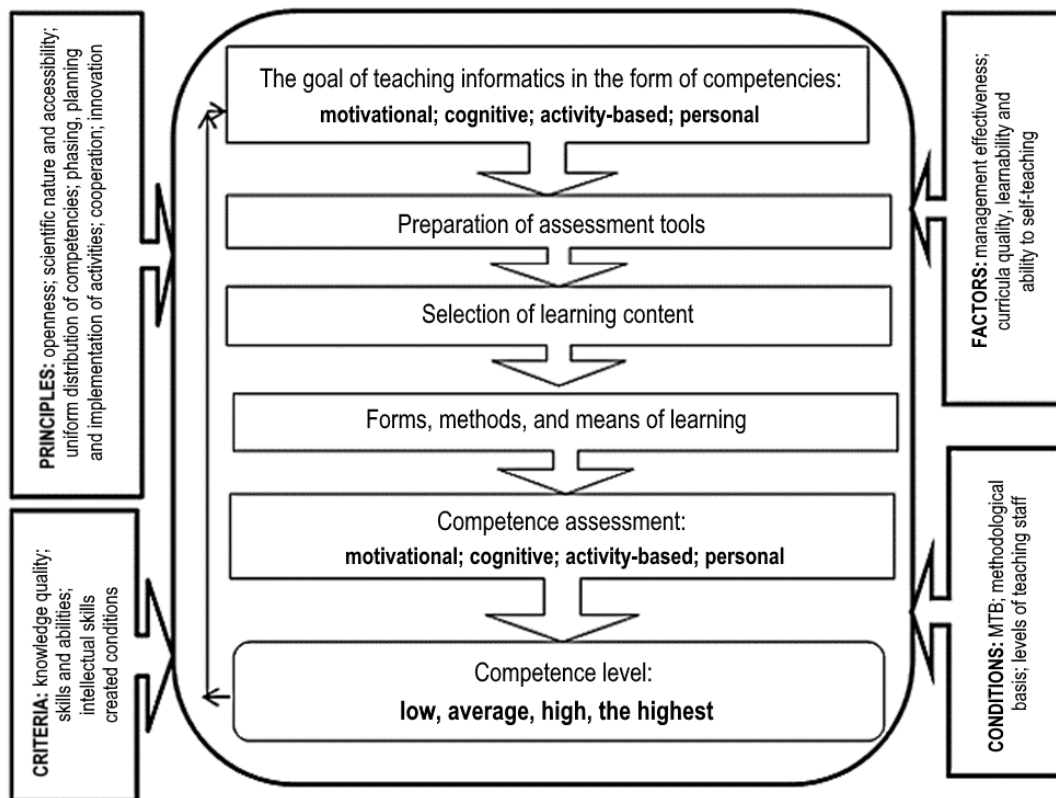 PRINCIPLES: openness; scientific nature and accessibility;
uniform distribution of competencies; phasing, planning
and implementation of activities; cooperation; innovation
CRITERIA: knowledge quality;
skills and abilities;
intellectual skills
created conditions
The goal of teaching informatics in the form of competencies:
motivational; cognitive; activity-based; personal
Preparation of assessment tools
Selection of learning content
Forms, methods, and means of learning
Competence assessment:
motivational; cognitive; activity-based; personal
Competence level:
low, average, high, the highest
FACTORS: management effectiveness;
curricula quality, learnability and
ability to self-teaching
CONDITIONS: MTB; methodological
basis; levels of teaching staff